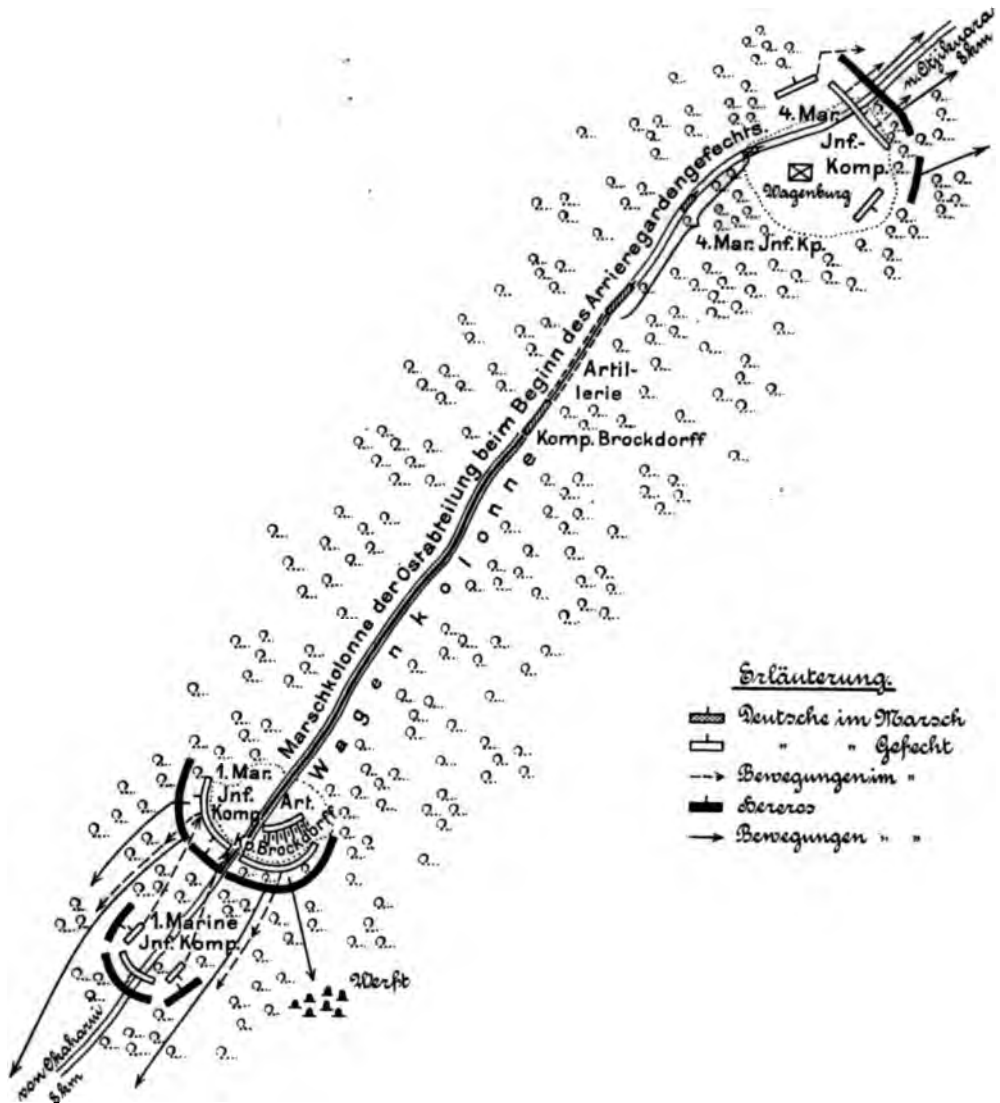 n. Otjikuara
8 km
4. Mar.
Jnf.-
Komp.
Wagenburg
4. Mar. Jnf. Kp.
Marschkolonne der Ostabteilung beim Beginn des Arrieregardengefechts.
Artil-
lerie
Komp. Brockdorff
Wagenkolonne
Erläuterung.
Deutsche im Marsch
" " Gefecht
Bewegungen im "
Hereros
Bewegungen " "
1. Mar.
Jnf.
Komp.
Art.
Kp. Brockdorff
1. Marine
Jnf. Komp.
Werft
von Okaharui
8 km